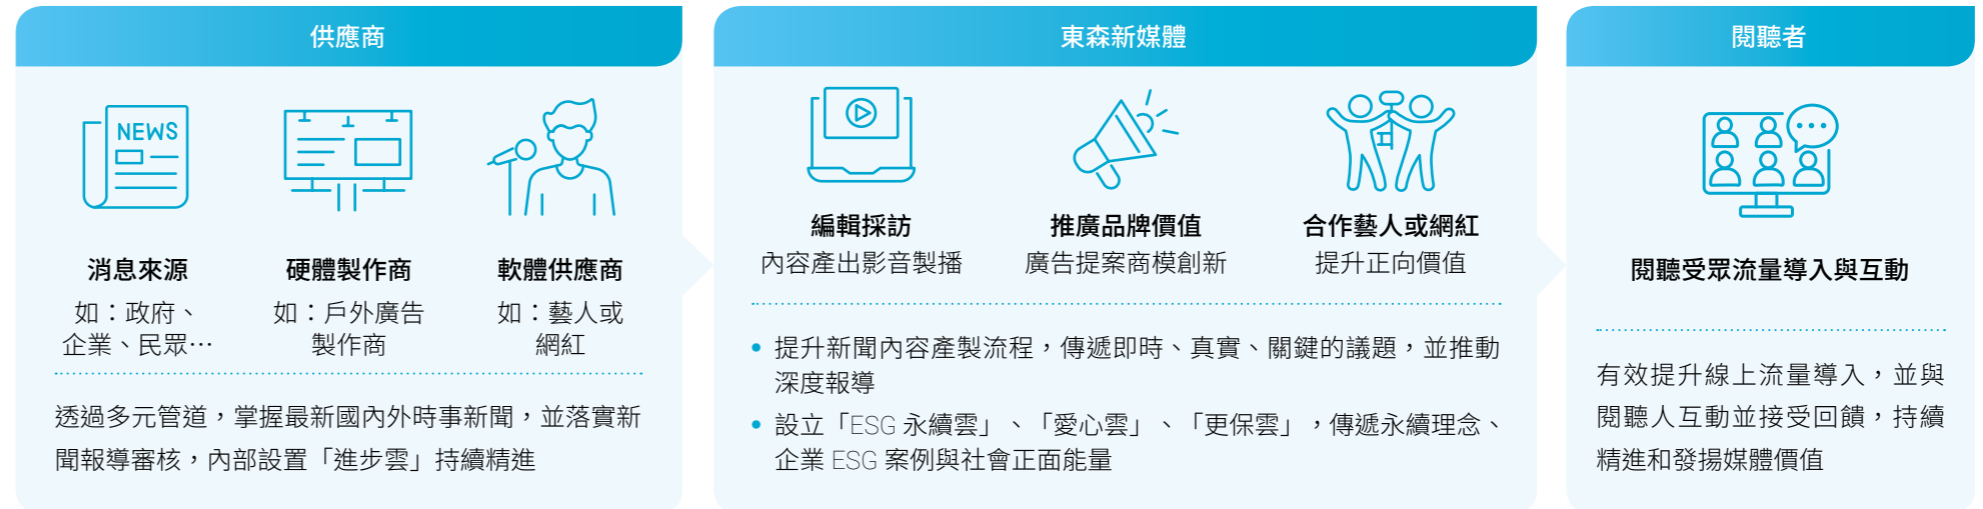 供應商
NEWS
消息來源
如：政府、
企業、民眾…
硬體製作商
如：戶外廣告
製作商
軟體供應商
如：藝人或
網紅
透過多元管道，掌握最新國內外時事新聞，並落實新
聞報導審核，內部設置「進步雲」持續精進
東森新媒體
編輯採訪
內容產出影音製播
推廣品牌價值
廣告提案商模創新
合作藝人或網紅
提升正向價值
• 提升新聞內容產製流程，傳遞即時、真實、關鍵的議題，並推動
深度報導
• 設立「ESG 永續雲」、「愛心雲」、「更保雲」，傳遞永續理念、
企業 ESG 案例與社會正面能量
閱聽者
閱聽受眾流量導入與互動
有效提升線上流量導入，並與
閱聽人互動並接受回饋，持續
精進和發揚媒體價值